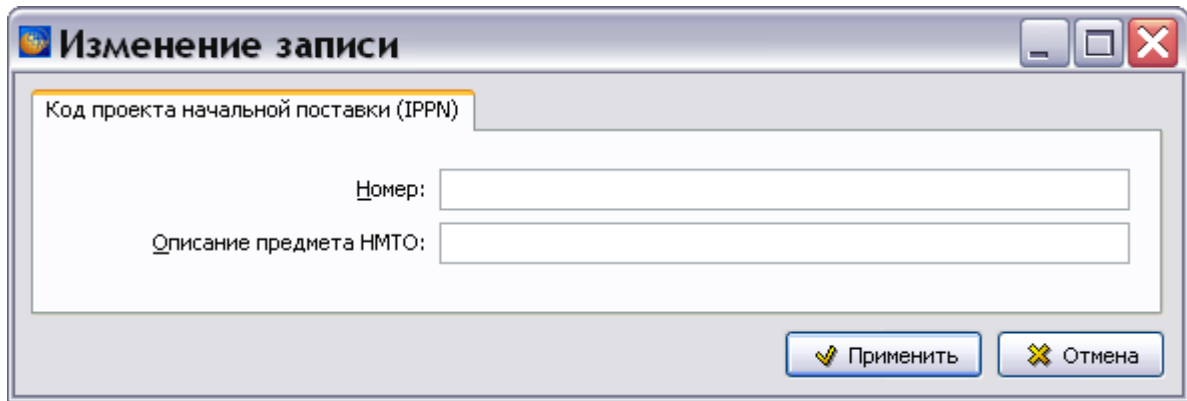 Изменение записи
Код проекта начальной поставки (IPPN)
Номер:
Описание предмета НМТО:
Применить
Отмена